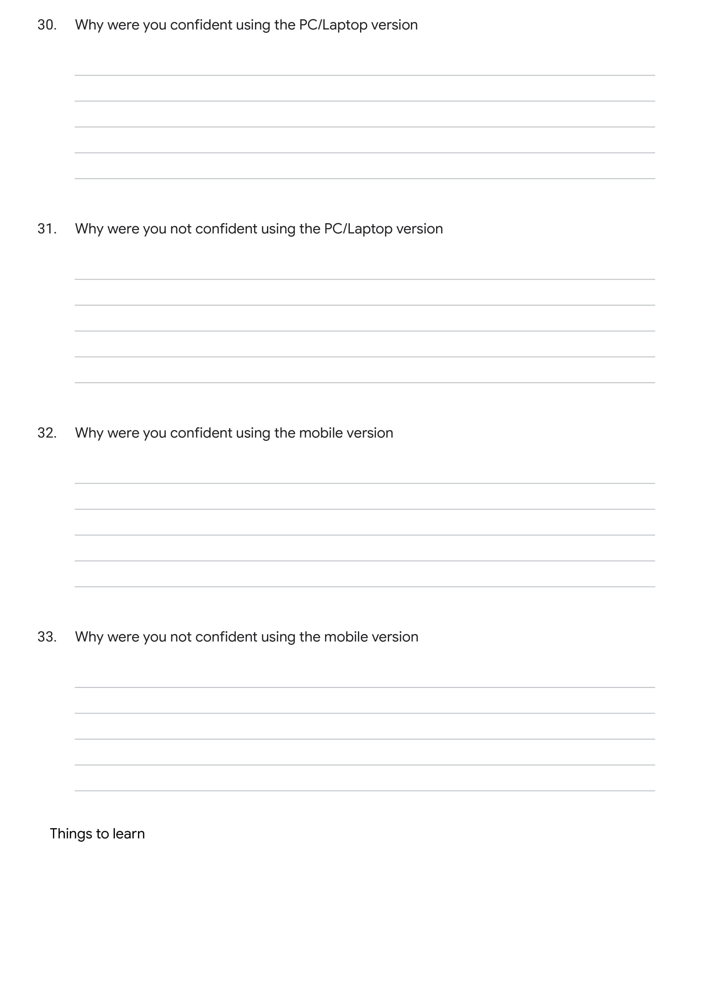 30. Why were you confident using the PC/Laptop version
31. Why were you not confident using the PC/Laptop version
32. Why were you confident using the mobile version
33. Why were you not confident using the mobile version
Things to learn